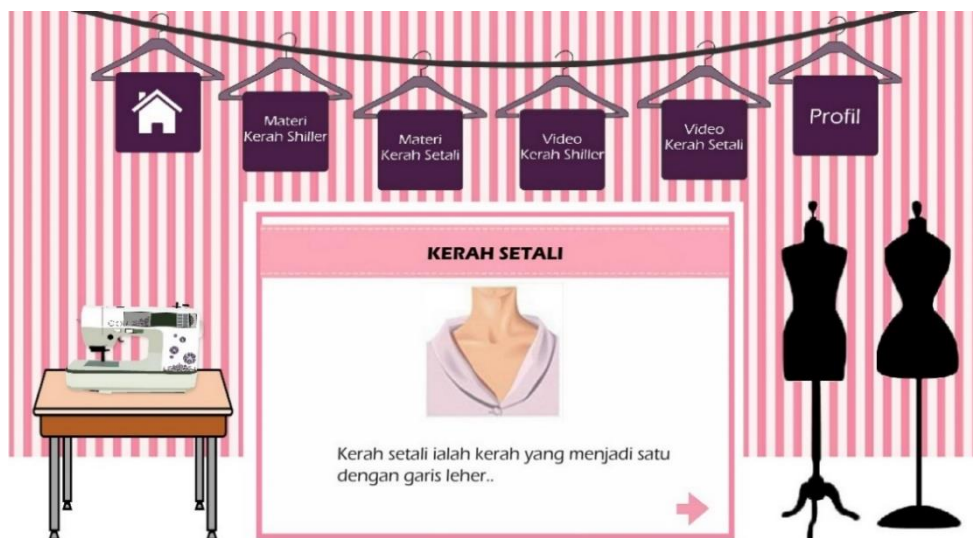 Materi
Kerah Shiller
Materi
Kerah Setali
Video
Kerah Shiller
Video
Kerah Setali
Profil
KERAH SETALI
Kerah setali ialah kerah yang menjadi satu
dengan garis leher..